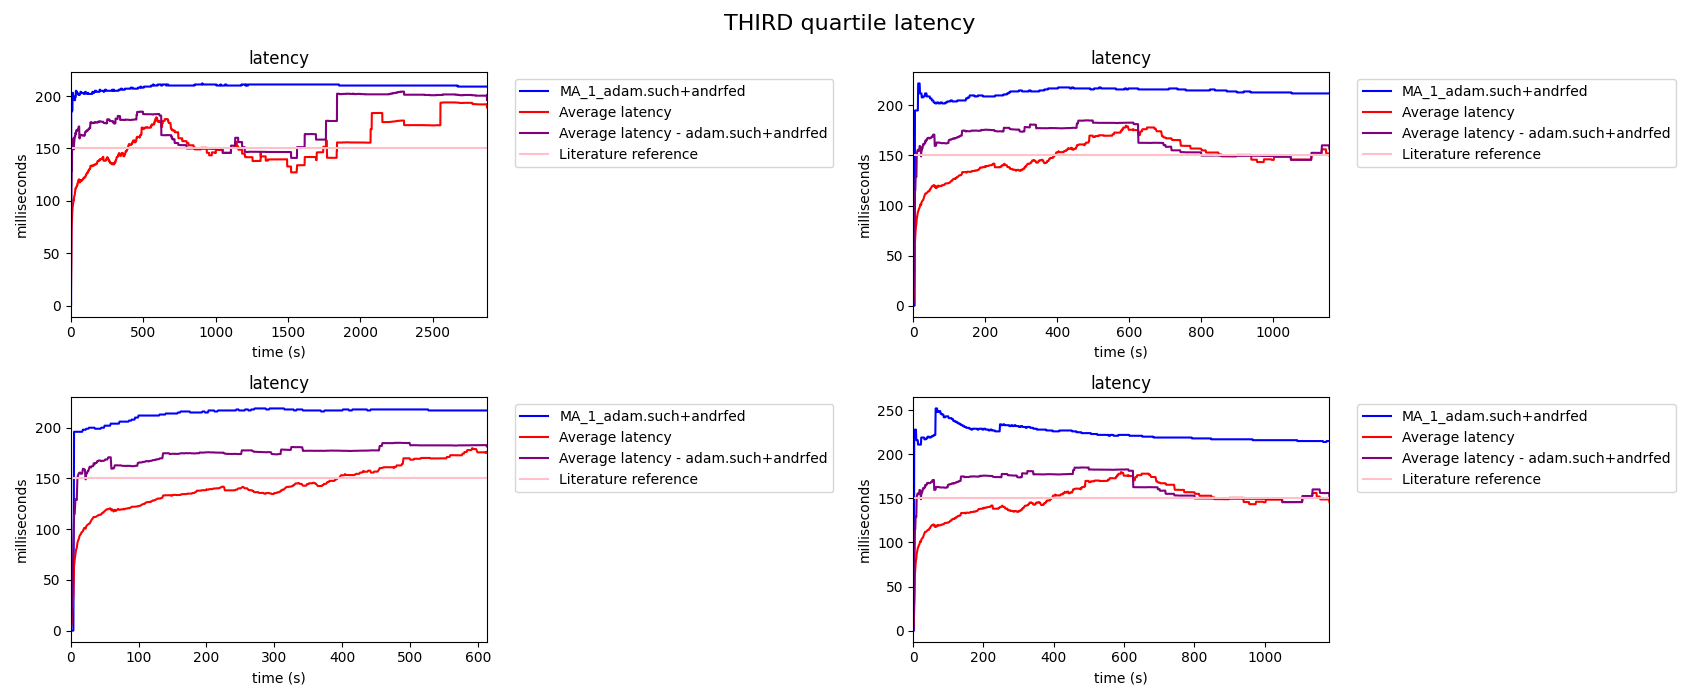 THIRD quartile latency
latency
milliseconds
200
150
100
50
0
0 500 1000 1500 2000 2500
time (s)
MA_1_adam.such+andrfed
Average latency
Average latency - adam.such+andrfed
Literature reference
latency
milliseconds
200
150
100
50
0
0 200 400 600 800 1000
time (s)
MA_1_adam.such+andrfed
Average latency
Average latency - adam.such+andrfed
Literature reference
latency
milliseconds
200
150
100
50
0
0 100 200 300 400 500 600
time (s)
MA_1_adam.such+andrfed
Average latency
Average latency - adam.such+andrfed
Literature reference
latency
milliseconds
250
200
150
100
50
0
0 200 400 600 800 1000
time (s)
MA_1_adam.such+andrfed
Average latency
Average latency - adam.such+andrfed
Literature reference